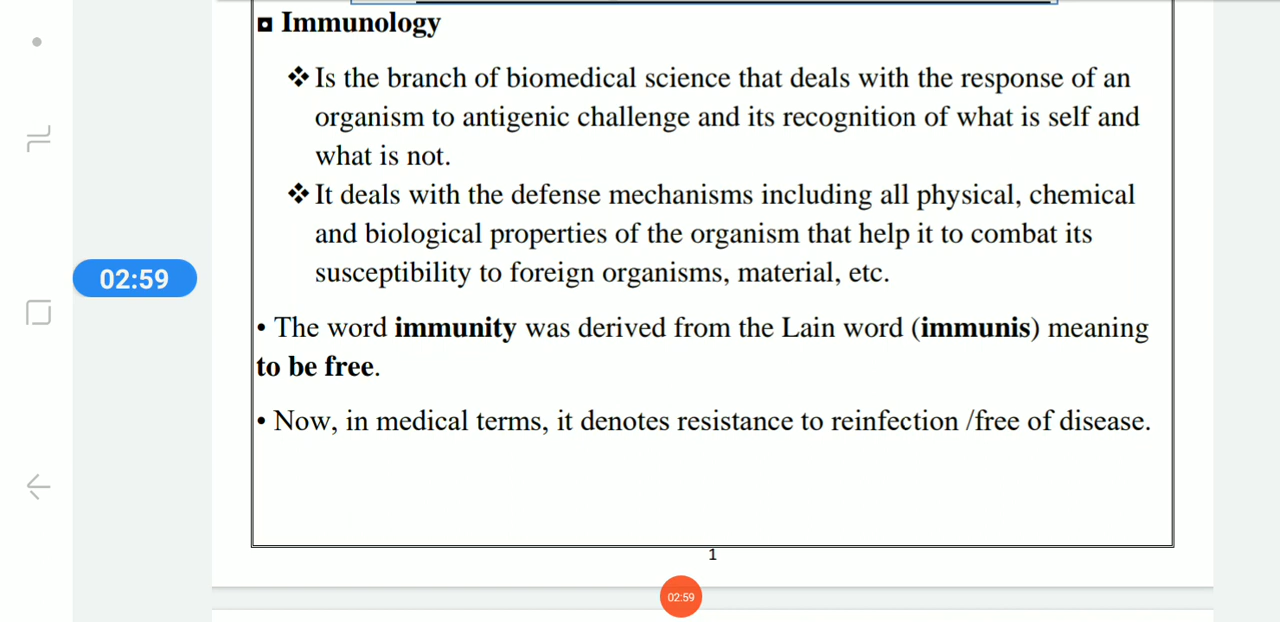 ◘ Immunology
❖ Is the branch of biomedical science that deals with the response of an
organism to antigenic challenge and its recognition of what is self and
what is not.
❖ It deals with the defense mechanisms including all physical, chemical
and biological properties of the organism that help it to combat its
susceptibility to foreign organisms, material, etc.
02:59
• The word immunity was derived from the Lain word (immunis) meaning
to be free.
• Now, in medical terms, it denotes resistance to reinfection /free of disease.
1
02:59